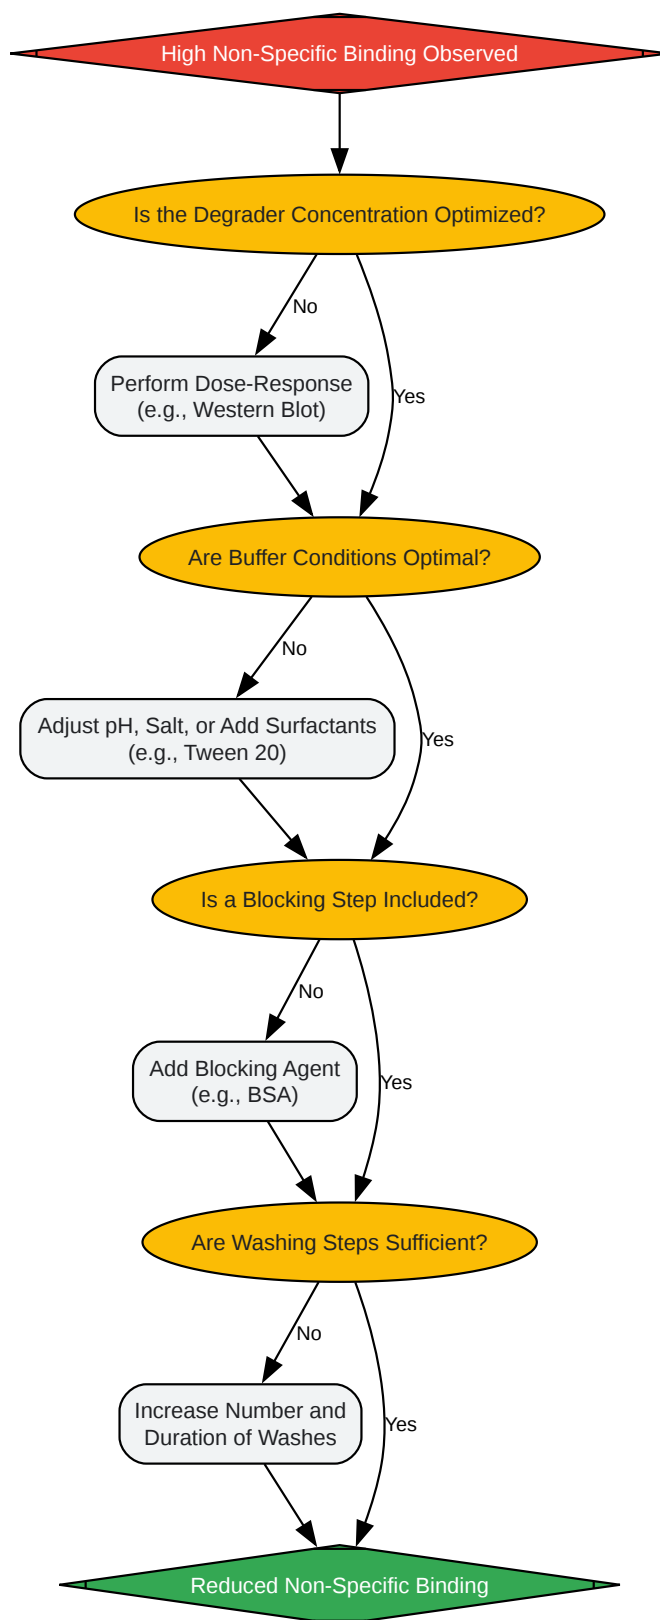 High Non-Specific Binding Observed
Is the Degrader Concentration Optimized?
No
Perform Dose-Response
(e.g., Western Blot)
Yes
Are Buffer Conditions Optimal?
No
Adjust pH, Salt, or Add Surfactants
(e.g., Tween 20)
Yes
Is a Blocking Step Included?
No
Add Blocking Agent
(e.g., BSA)
Yes
Are Washing Steps Sufficient?
No
Increase Number and
Duration of Washes
Yes
Reduced Non-Specific Binding